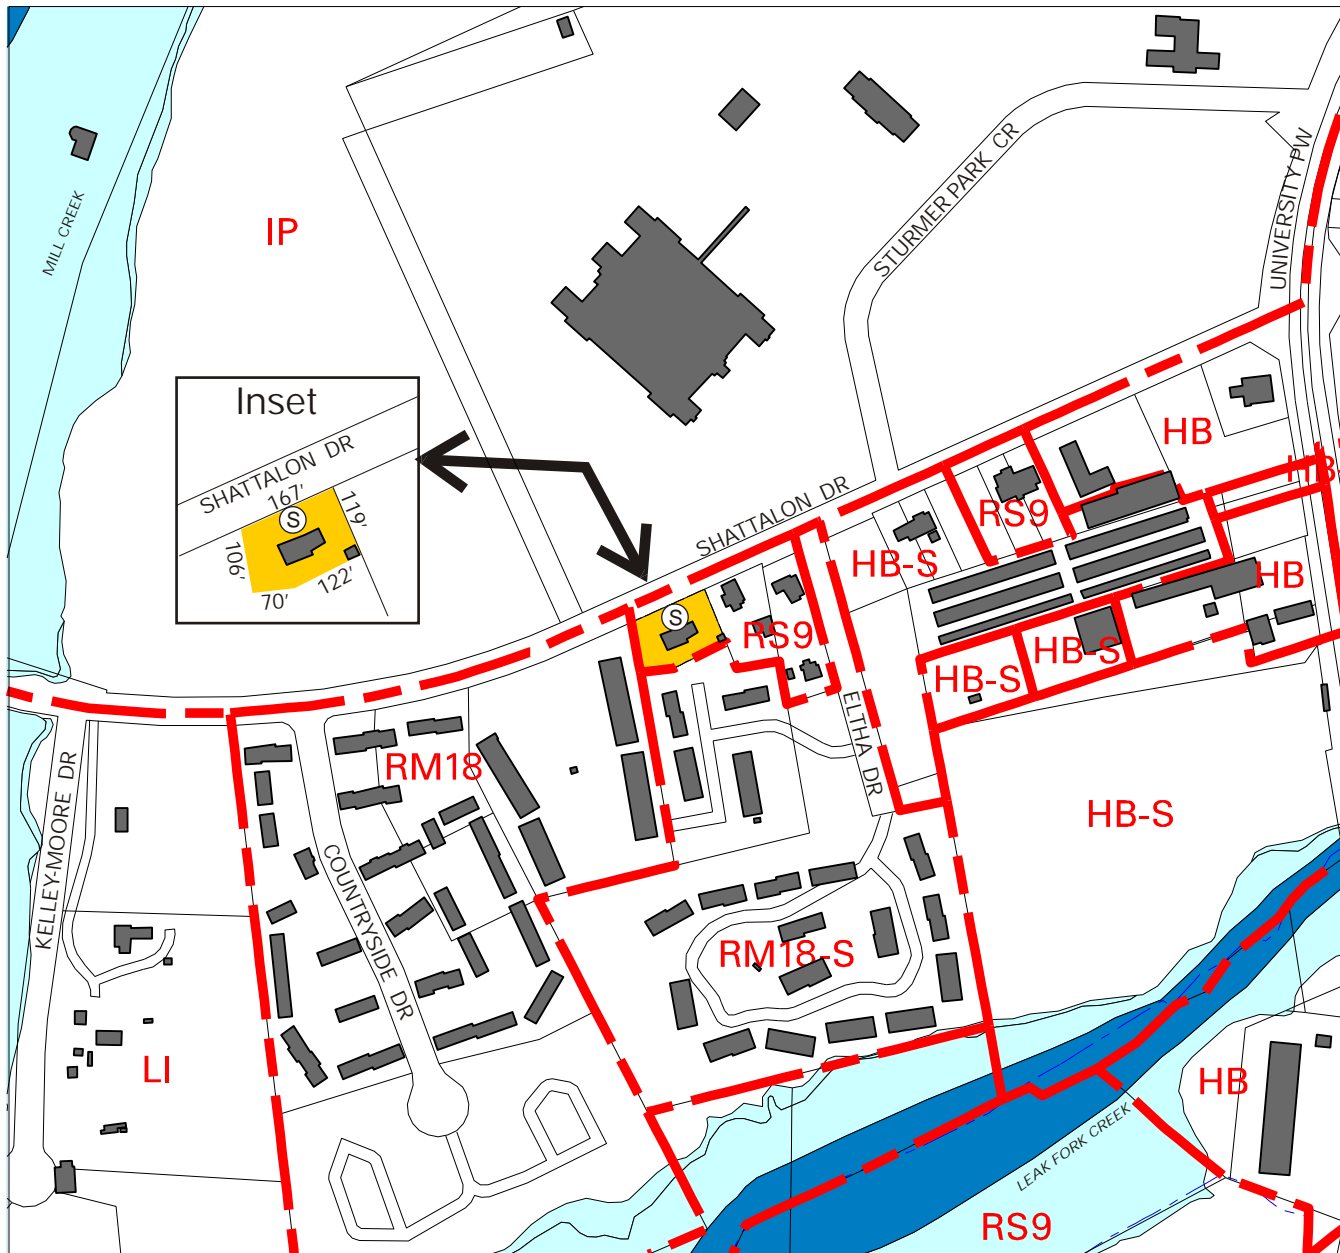 STURMER PARK CR
UNIVERSITY PW
MILL CREEK
IP
Inset
SHATTALON DR
167'
119'
S
106'
122'
70'
HB
HB
SHATTALON DR
RS9
HB-S
HB
S
RS9
HB-S
HB-S
ELTHA DR
RM18
KELLEY-MOORE DR
HB-S
COUNTRYSIDE DR
RM18-S
LI
HB
LEAK FORK CREEK
RS9